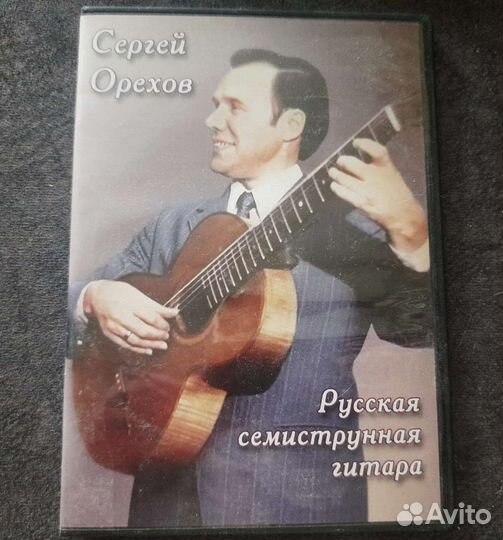 Сергей
Орехов
Русская
семиструнная
гитара
Avito